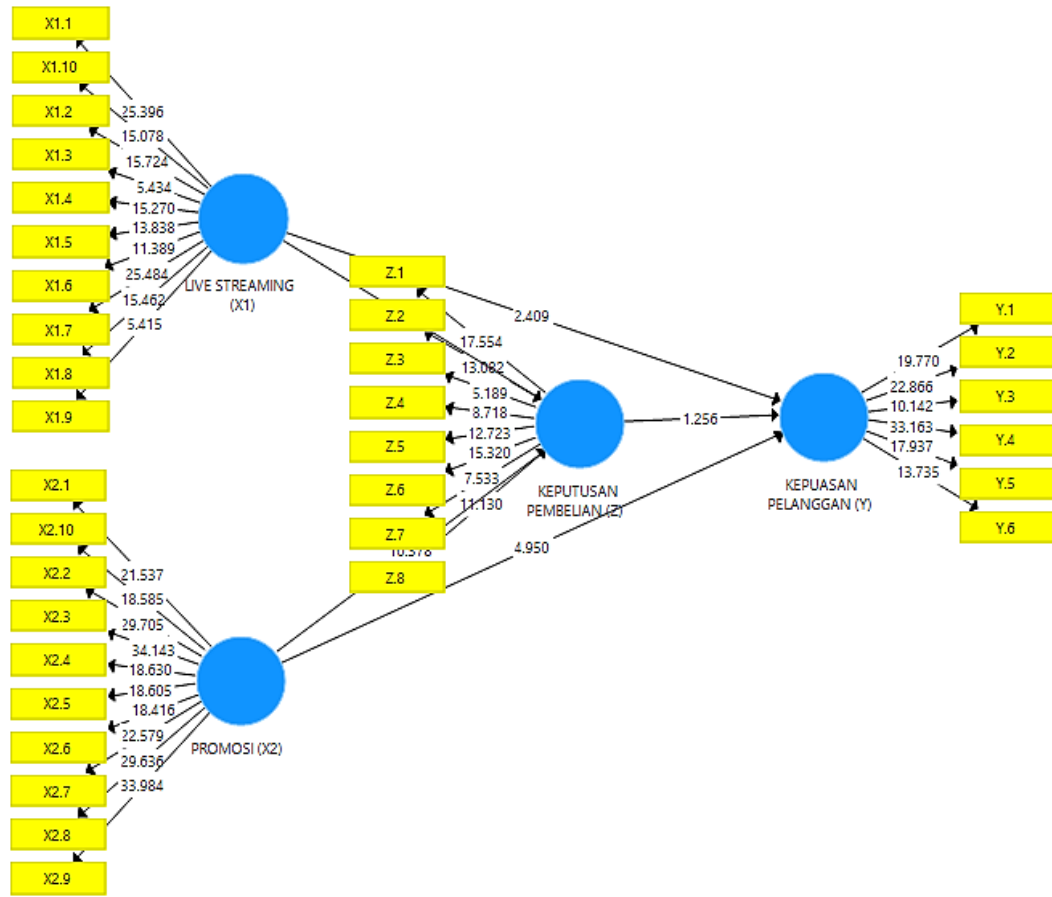 X1.1
X1.10
X1.2
X1.3
X1.4
X1.5
X1.6
X1.7
X1.8
X1.9
25.396
15.078
15.724
5.434
15.270
13.838
11.389
25.484
15.462
5.415
LIVE STREAMING
(X1)
X2.1
X2.10
X2.2
X2.3
X2.4
X2.5
X2.6
X2.7
X2.8
X2.9
21.537
18.585
29.705
34.143
18.630
18.605
18.416
22.579
29.636
33.984
PROMOSI (X2)
Z.1
Z.2
Z.3
Z.4
Z.5
Z.6
Z.7
Z.8
17.554
13.082
5.189
8.718
12.723
15.320
7.533
11.130
10.378
KEPUTUSAN
PEMBELIAN (Z)
2.409
1.256
4.950
KEPUASAN
PELANGGAN (Y)
19.770
22.866
10.142
33.163
17.937
13.735
Y.1
Y.2
Y.3
Y.4
Y.5
Y.6